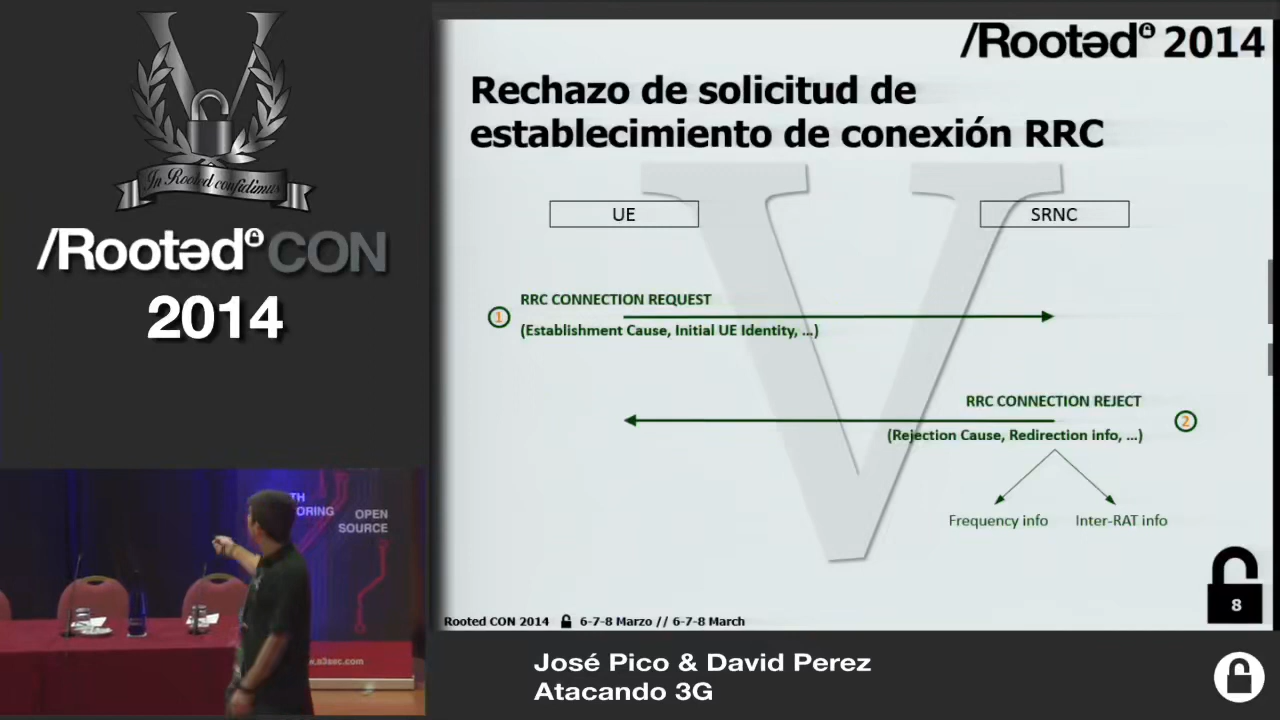 In Rooted confidimus
/Rootəd CON
2014
/Rootəd 2014
Rechazo de solicitud de
establecimiento de conexión RRC
UE
SRNC
RRC CONNECTION REQUEST
1
(Establishment Cause, Initial UE Identity, ...)
RRC CONNECTION REJECT
2
(Rejection Cause, Redirection info, ...)
Frequency info
Inter-RAT info
8
Rooted CON 2014
6-7-8 Marzo // 6-7-8 March
OPEN
SOURCE
José Pico & David Perez
Atacando 3G